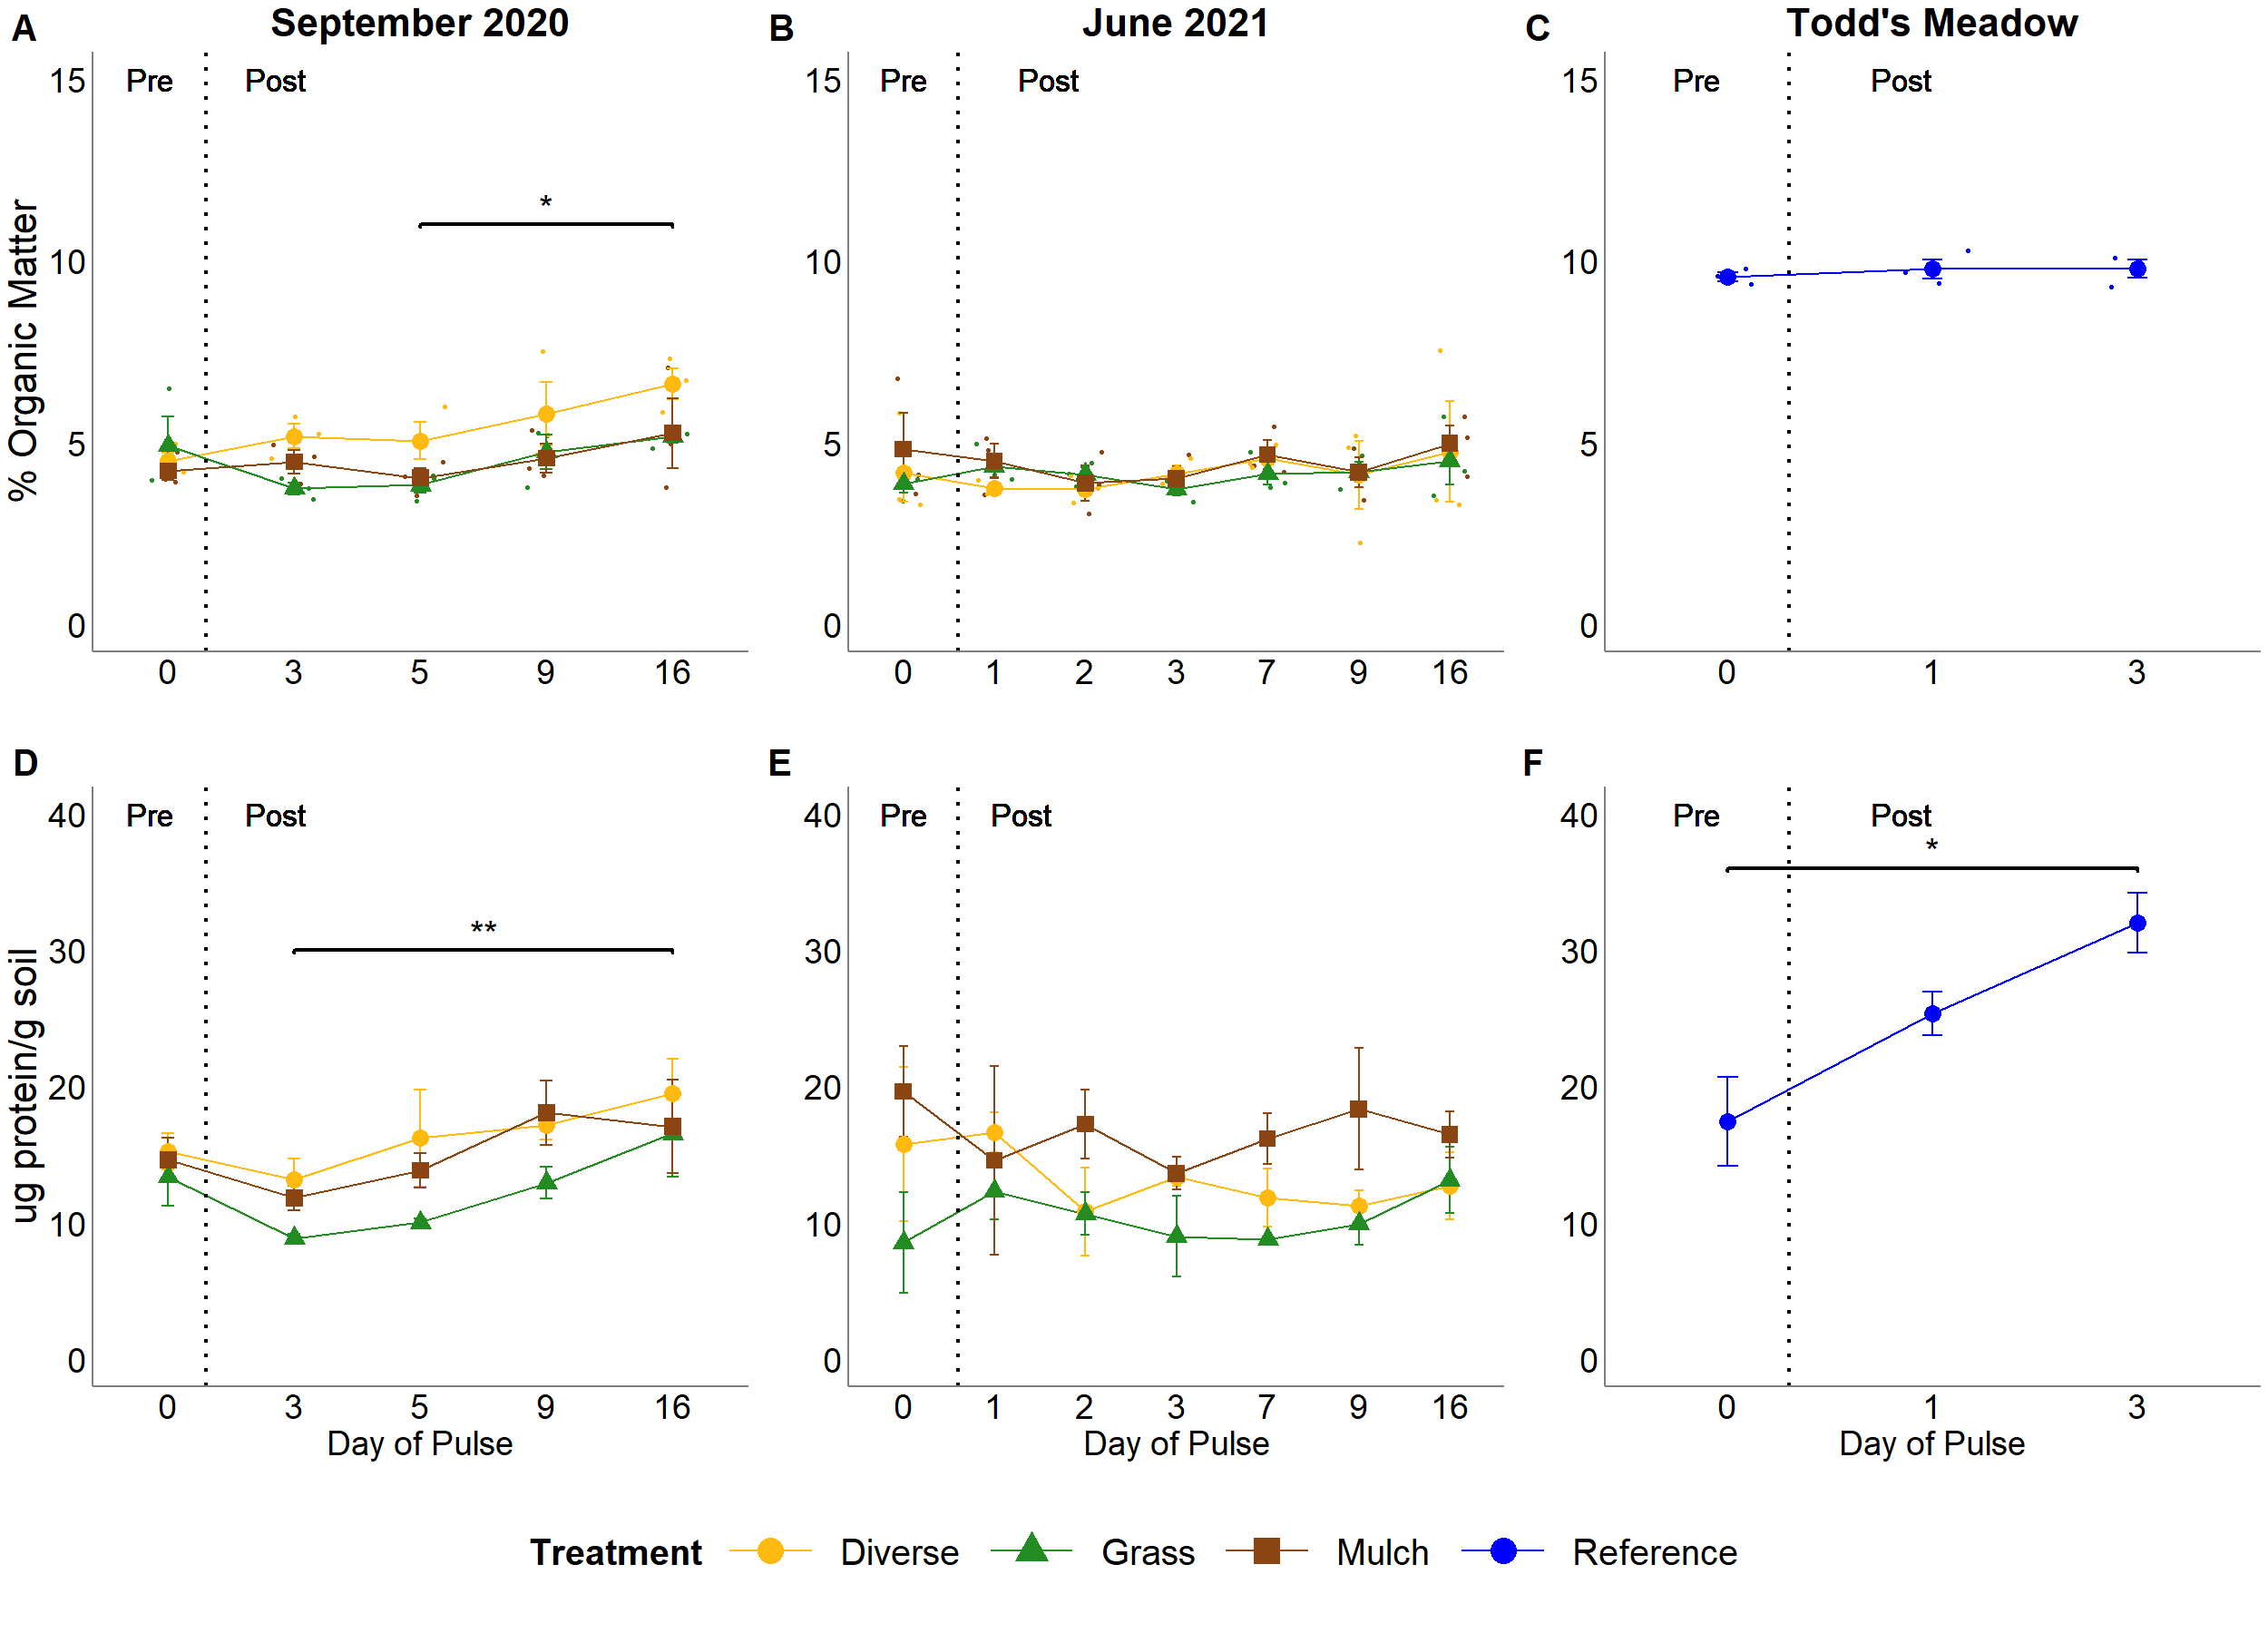 A September 2020 B June 2021 C Todd's Meadow
Pre Post Pre Post Pre Post
15 15 15
*
10 10 10
% Organic Matter
5 5 5
0 0 0
0 3 5 9 16 0 1 2 3 7 9 16 0 1 3
D E F
Pre Post Pre Post Pre Post
40 40 40
*
**
30 30 30
ug protein/g soil
20 20 20
10 10 10
0 0 0
0 3 5 9 16 0 1 2 3 7 9 16 0 1 3
Day of Pulse Day of Pulse Day of Pulse
Treatment Diverse Grass Mulch Reference